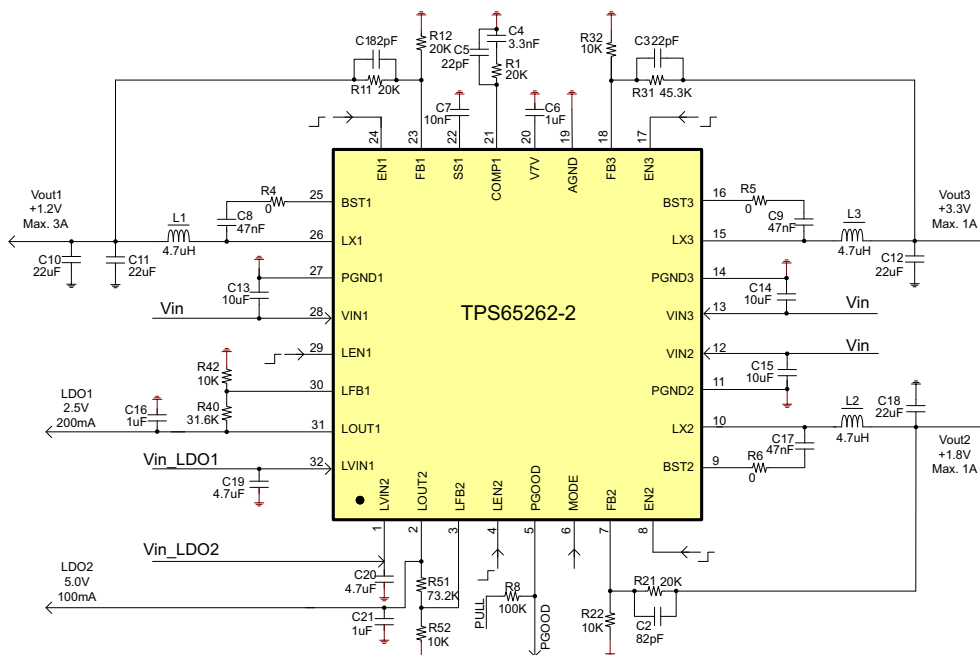 C182pF
R12
20K
C4
3.3nF
C5
22pF
R1
20K
R32
10K
C322pF
R11 20K
R31 45.3K
C7
10nF
C6
1uF
24
23
22
21
20
19
18
17
EN1
FB1
SS1
COMP1
V7V
AGND
FB3
EN3
Vout1
+1.2V
Max. 3A
L1
4.7uH
R4
0
C8
47nF
25
BST1
26
LX1
C10
22uF
C11
22uF
27
PGND1
C13
10uF
Vin
28
VIN1
29
LEN1
R42
10K
30
LFB1
R40
31.6K
LDO1
2.5V
200mA
C16
1uF
31
LOUT1
Vin_LDO1
32
LVIN1
C19
4.7uF
TPS65262-2
BST3
16
R5
0
C9
47nF
LX3
15
L3
4.7uH
Vout3
+3.3V
Max. 1A
C12
22uF
PGND3
14
C14
10uF
VIN3
13
Vin
VIN2
12
Vin
C15
10uF
PGND2
11
C18
22uF
LX2
10
L2
4.7uH
C17
47nF
BST2
9
R6
0
Vout2
+1.8V
Max. 1A
LVIN2
LOUT2
LFB2
LEN2
PGOOD
MODE
FB2
EN2
1
2
3
4
5
6
7
8
Vin_LDO2
LDO2
5.0V
100mA
C20
4.7uF
C21
1uF
R51
73.2K
R52
10K
PULL
R8
100K
PGOOD
R22
10K
R21 20K
C2
82pF